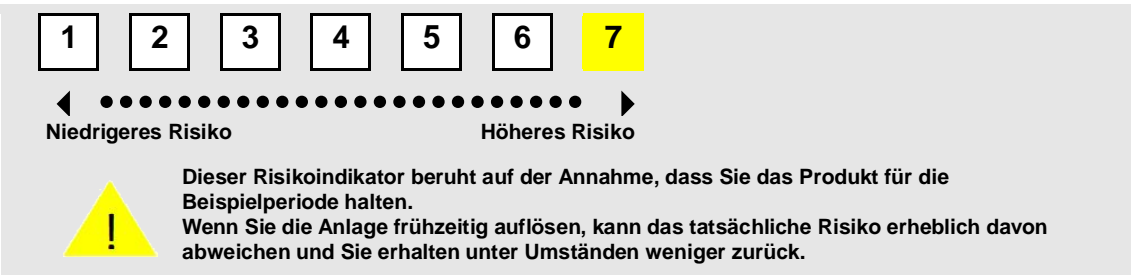 1 2 3 4 5 6 7
Niedrigeres Risiko Höheres Risiko
Dieser Risikoindikator beruht auf der Annahme, dass Sie das Produkt für die
Beispielperiode halten.
Wenn Sie die Anlage frühzeitig auflösen, kann das tatsächliche Risiko erheblich davon
abweichen und Sie erhalten unter Umständen weniger zurück.
!